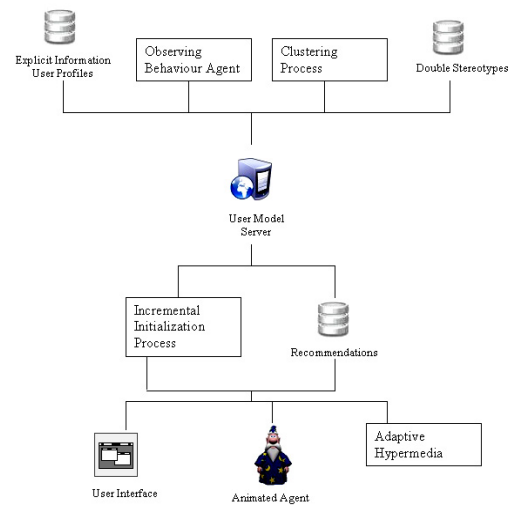 Explicit Information
User Profiles
Observing
Behaviour Agent
Clustering
Process
Double Stereotypes
User Model
Server
Incremental
Initialization
Process
Recommendations
User Interface
Animated Agent
Adaptive
Hypermedia